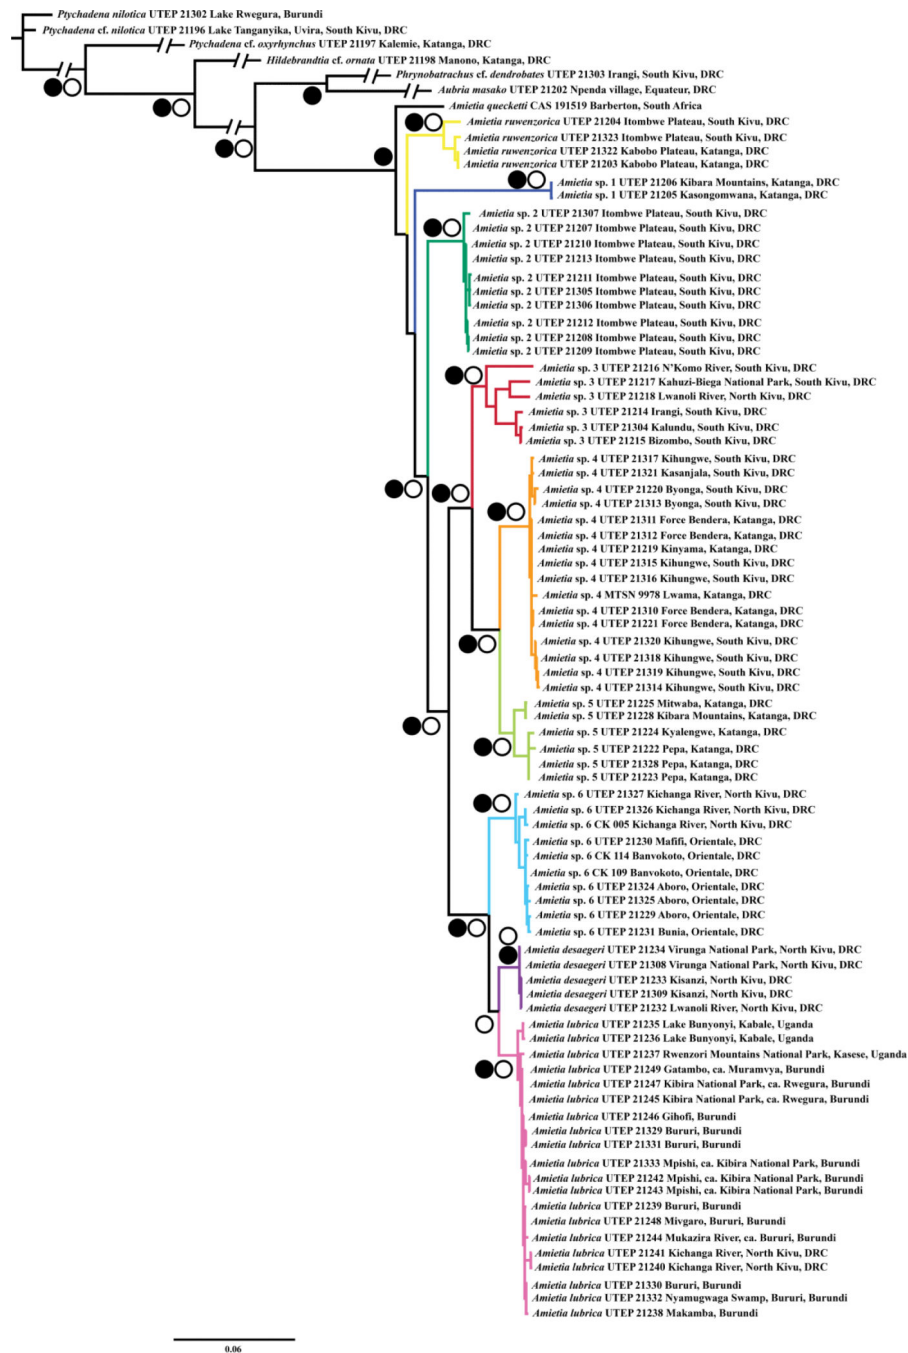 Ptychadena nilotica UTEP 21302 Lake Rwegura, Burundi
Ptychadena cf. nilotica UTEP 21196 Lake Tanganyika, Uvira, South Kivu, DRC
Ptychadena cf. oxyrhynchus UTEP 21197 Kalemie, Katanga, DRC
Hildebrandtia cf. ornata UTEP 21198 Manono, Katanga, DRC
Phrynobatrachus cf. dendrobates UTEP 21303 Irangi, South Kivu, DRC
Aubria masako UTEP 21202 Npenda village, Equateur, DRC
Amietia quecketti CAS 191519 Barberton, South Africa
Amietia ruwenzorica UTEP 21204 Itombwe Plateau, South Kivu, DRC
Amietia ruwenzorica UTEP 21323 Itombwe Plateau, South Kivu, DRC
Amietia ruwenzorica UTEP 21322 Kabobo Plateau, Katanga, DRC
Amietia ruwenzorica UTEP 21203 Kabobo Plateau, Katanga, DRC
Amietia sp. 1 UTEP 21206 Kibara Mountains, Katanga, DRC
Amietia sp. 1 UTEP 21205 Kasongomwana, Katanga, DRC
Amietia sp. 2 UTEP 21307 Itombwe Plateau, South Kivu, DRC
Amietia sp. 2 UTEP 21207 Itombwe Plateau, South Kivu, DRC
Amietia sp. 2 UTEP 21210 Itombwe Plateau, South Kivu, DRC
Amietia sp. 2 UTEP 21213 Itombwe Plateau, South Kivu, DRC
Amietia sp. 2 UTEP 21211 Itombwe Plateau, South Kivu, DRC
Amietia sp. 2 UTEP 21305 Itombwe Plateau, South Kivu, DRC
Amietia sp. 2 UTEP 21306 Itombwe Plateau, South Kivu, DRC
Amietia sp. 2 UTEP 21212 Itombwe Plateau, South Kivu, DRC
Amietia sp. 2 UTEP 21208 Itombwe Plateau, South Kivu, DRC
Amietia sp. 2 UTEP 21209 Itombwe Plateau, South Kivu, DRC
Amietia sp. 3 UTEP 21216 N'Komo River, South Kivu, DRC
Amietia sp. 3 UTEP 21217 Kahuzi-Biega National Park, South Kivu, DRC
Amietia sp. 3 UTEP 21218 Lwanoli River, North Kivu, DRC
Amietia sp. 3 UTEP 21214 Irangi, South Kivu, DRC
Amietia sp. 3 UTEP 21304 Kalundu, South Kivu, DRC
Amietia sp. 3 UTEP 21215 Bizombo, South Kivu, DRC
Amietia sp. 4 UTEP 21317 Kihungwe, South Kivu, DRC
Amietia sp. 4 UTEP 21321 Kasanjala, South Kivu, DRC
Amietia sp. 4 UTEP 21220 Byonga, South Kivu, DRC
Amietia sp. 4 UTEP 21313 Byonga, South Kivu, DRC
Amietia sp. 4 UTEP 21311 Force Bendera, Katanga, DRC
Amietia sp. 4 UTEP 21312 Force Bendera, Katanga, DRC
Amietia sp. 4 UTEP 21219 Kinyama, Katanga, DRC
Amietia sp. 4 UTEP 21315 Kihungwe, South Kivu, DRC
Amietia sp. 4 UTEP 21316 Kihungwe, South Kivu, DRC
Amietia sp. 4 MTSN 9978 Lwama, Katanga, DRC
Amietia sp. 4 UTEP 21310 Force Bendera, Katanga, DRC
Amietia sp. 4 UTEP 21221 Force Bendera, Katanga, DRC
Amietia sp. 4 UTEP 21320 Kihungwe, South Kivu, DRC
Amietia sp. 4 UTEP 21318 Kihungwe, South Kivu, DRC
Amietia sp. 4 UTEP 21319 Kihungwe, South Kivu, DRC
Amietia sp. 4 UTEP 21314 Kihungwe, South Kivu, DRC
Amietia sp. 5 UTEP 21225 Mitwaba, Katanga, DRC
Amietia sp. 5 UTEP 21228 Kibara Mountains, Katanga, DRC
Amietia sp. 5 UTEP 21224 Kyalengwe, Katanga, DRC
Amietia sp. 5 UTEP 21222 Pepa, Katanga, DRC
Amietia sp. 5 UTEP 21328 Pepa, Katanga, DRC
Amietia sp. 5 UTEP 21223 Pepa, Katanga, DRC
Amietia sp. 6 UTEP 21327 Kichanga River, North Kivu, DRC
Amietia sp. 6 UTEP 21326 Kichanga River, North Kivu, DRC
Amietia sp. 6 CK 005 Kichanga River, North Kivu, DRC
Amietia sp. 6 UTEP 21230 Mafifi, Orientale, DRC
Amietia sp. 6 CK 114 Banvokoto, Orientale, DRC
Amietia sp. 6 CK 109 Banvokoto, Orientale, DRC
Amietia sp. 6 UTEP 21324 Aboro, Orientale, DRC
Amietia sp. 6 UTEP 21325 Aboro, Orientale, DRC
Amietia sp. 6 UTEP 21229 Aboro, Orientale, DRC
Amietia sp. 6 UTEP 21231 Bunia, Orientale, DRC
Amietia desaegeri UTEP 21234 Virunga National Park, North Kivu, DRC
Amietia desaegeri UTEP 21308 Virunga National Park, North Kivu, DRC
Amietia desaegeri UTEP 21233 Kisanzi, North Kivu, DRC
Amietia desaegeri UTEP 21309 Kisanzi, North Kivu, DRC
Amietia desaegeri UTEP 21232 Lwanoli River, North Kivu, DRC
Amietia lubrica UTEP 21235 Lake Bunyonyi, Kabale, Uganda
Amietia lubrica UTEP 21236 Lake Bunyonyi, Kabale, Uganda
Amietia lubrica UTEP 21237 Rwenzori Mountains National Park, Kasese, Uganda
Amietia lubrica UTEP 21249 Gatambo, ca. Muramvya, Burundi
Amietia lubrica UTEP 21247 Kibira National Park, ca. Rwegura, Burundi
Amietia lubrica UTEP 21245 Kibira National Park, ca. Rwegura, Burundi
Amietia lubrica UTEP 21246 Gihofi, Burundi
Amietia lubrica UTEP 21329 Bururi, Burundi
Amietia lubrica UTEP 21331 Bururi, Burundi
Amietia lubrica UTEP 21333 Mpishi, ca. Kibira National Park, Burundi
Amietia lubrica UTEP 21242 Mpishi, ca. Kibira National Park, Burundi
Amietia lubrica UTEP 21243 Mpishi, ca. Kibira National Park, Burundi
Amietia lubrica UTEP 21239 Bururi, Burundi
Amietia lubrica UTEP 21248 Mivgaro, Bururi, Burundi
Amietia lubrica UTEP 21244 Mukazira River, ca. Bururi, Burundi
Amietia lubrica UTEP 21241 Kichanga River, North Kivu, DRC
Amietia lubrica UTEP 21240 Kichanga River, North Kivu, DRC
Amietia lubrica UTEP 21330 Bururi, Burundi
Amietia lubrica UTEP 21332 Nyamugwaga Swamp, Bururi, Burundi
Amietia lubrica UTEP 21238 Makamba, Burundi
0.06